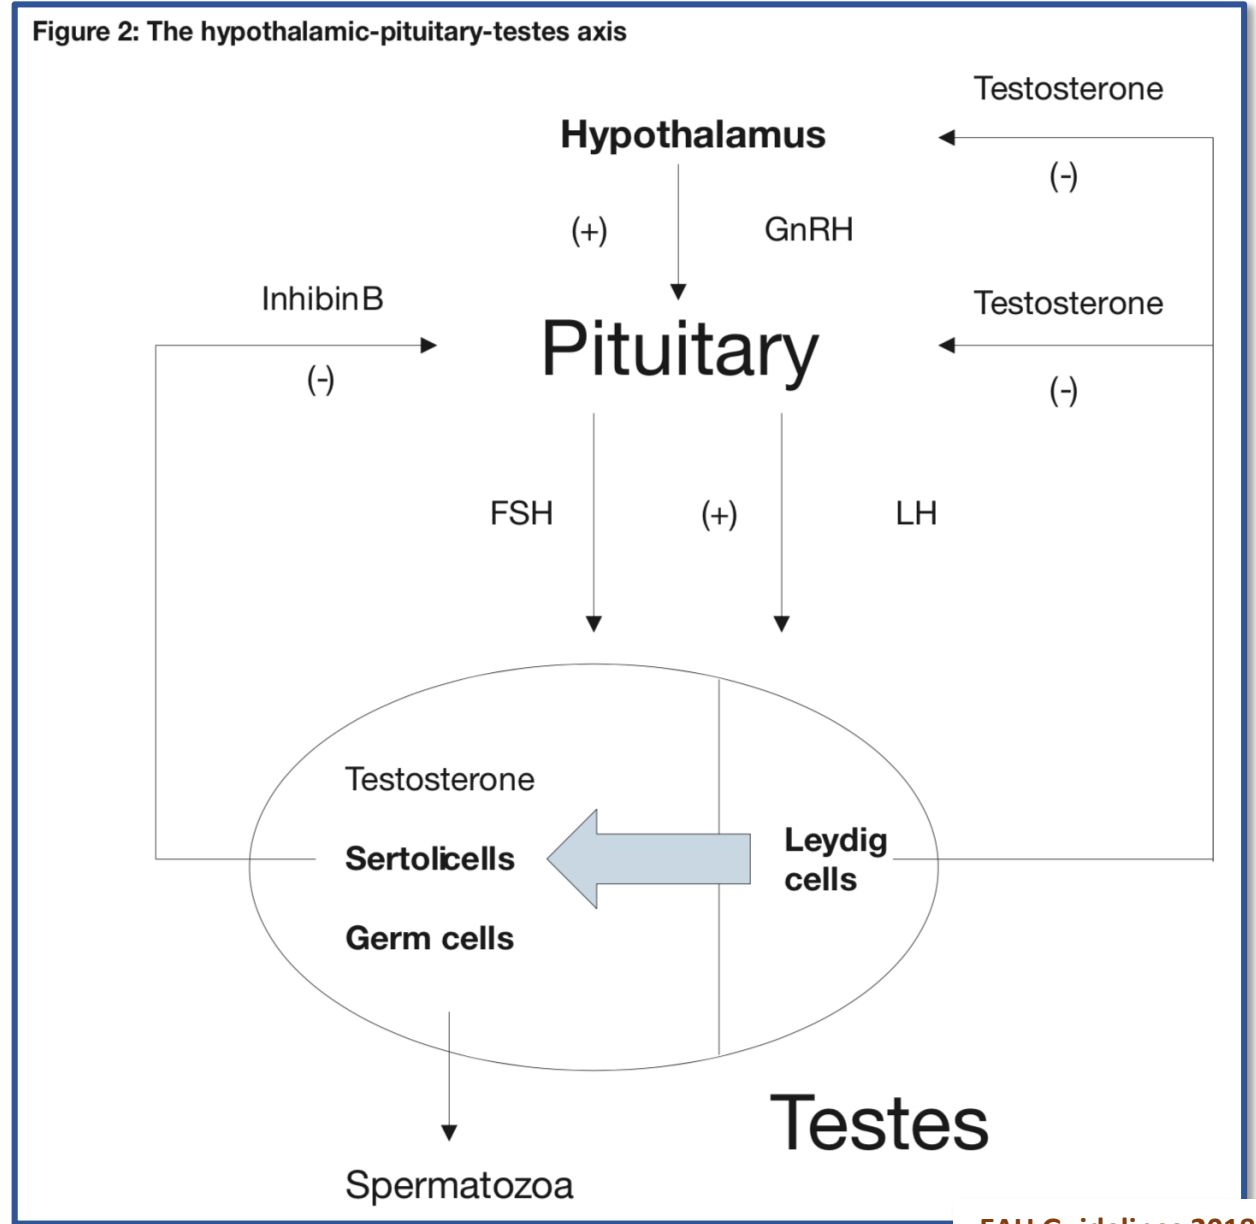 Figure 2: The hypothalamic-pituitary-testes axis
Testosterone
Hypothalamus
(-)
(+)
GnRH
InhibinB
Testosterone
Pituitary
(-)
(-)
FSH
(+)
LH
Testosterone
Leydig
cells
Sertolicells
Germ cells
Testes
Spermatozoa